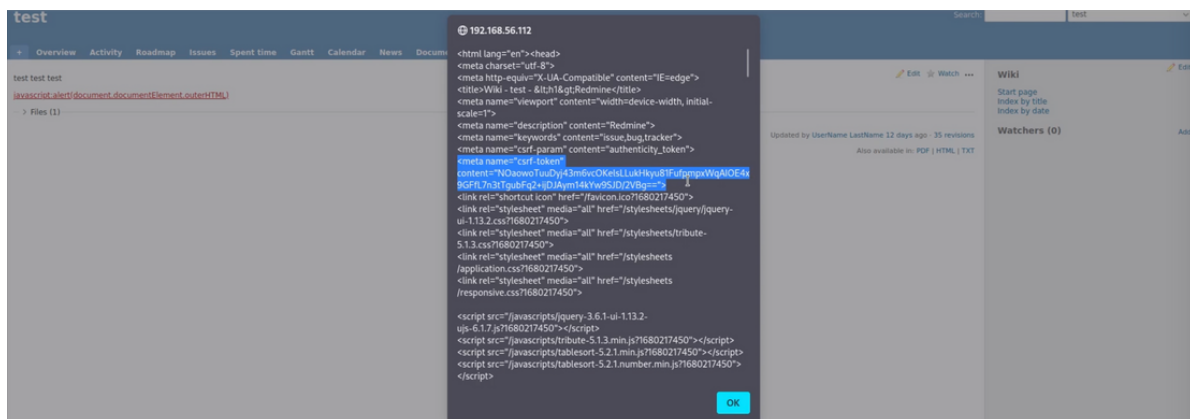 test
Search:
test
+ Overview Activity Roadmap Issues Spent time Gantt Calendar News Docume
test test test
javascript:alert(document.documentElement.outerHTML)
> Files (1)
192.168.56.112
<html lang="en"><head>
<meta charset="utf-8">
<meta http-equiv="X-UA-Compatible" content="IE=edge">
<title>Wiki - test - &lt;h1&gt;Redmine</title>
<meta name="viewport" content="width=device-width, initial-
scale=1">
<meta name="description" content="Redmine">
<meta name="keywords" content="issue,bug,tracker">
<meta name="csrf-param" content="authenticity_token">
<meta name="csrf-token"
<link rel="shortcut icon" href="/favicon.ico?1680217450">
<link rel="stylesheet" media="all" href="/stylesheets/jquery/jquery-
ui-1.13.2.css?1680217450">
<link rel="stylesheet" media="all" href="/stylesheets/tribute-
5.1.3.css?1680217450">
<link rel="stylesheet" media="all" href="/stylesheets
/application.css?1680217450">
<link rel="stylesheet" media="all" href="/stylesheets
/responsive.css?1680217450">
<script src="/javascripts/jquery-3.6.1-ui-1.13.2-
ujs-6.1.7.js?1680217450"></script>
<script src="/javascripts/tribute-5.1.3.min.js?1680217450"></script>
<script src="/javascripts/tablesort-5.2.1.min.js?1680217450"></script>
<script src="/javascripts/tablesort-5.2.1.number.min.js?1680217450">
</script>
OK
Edit Watch ...
Updated by UserName LastName 12 days ago · 35 revisions
Also available in: PDF | HTML | TXT
Wiki
Edi
Start page
Index by title
Index by date
Watchers (0)
Add